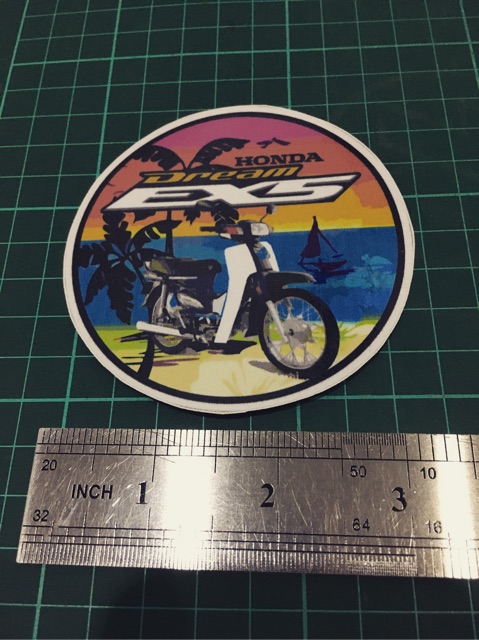 HONDA
Dream
EX5
20 50 10
INCH 1 2 3
32 64 16